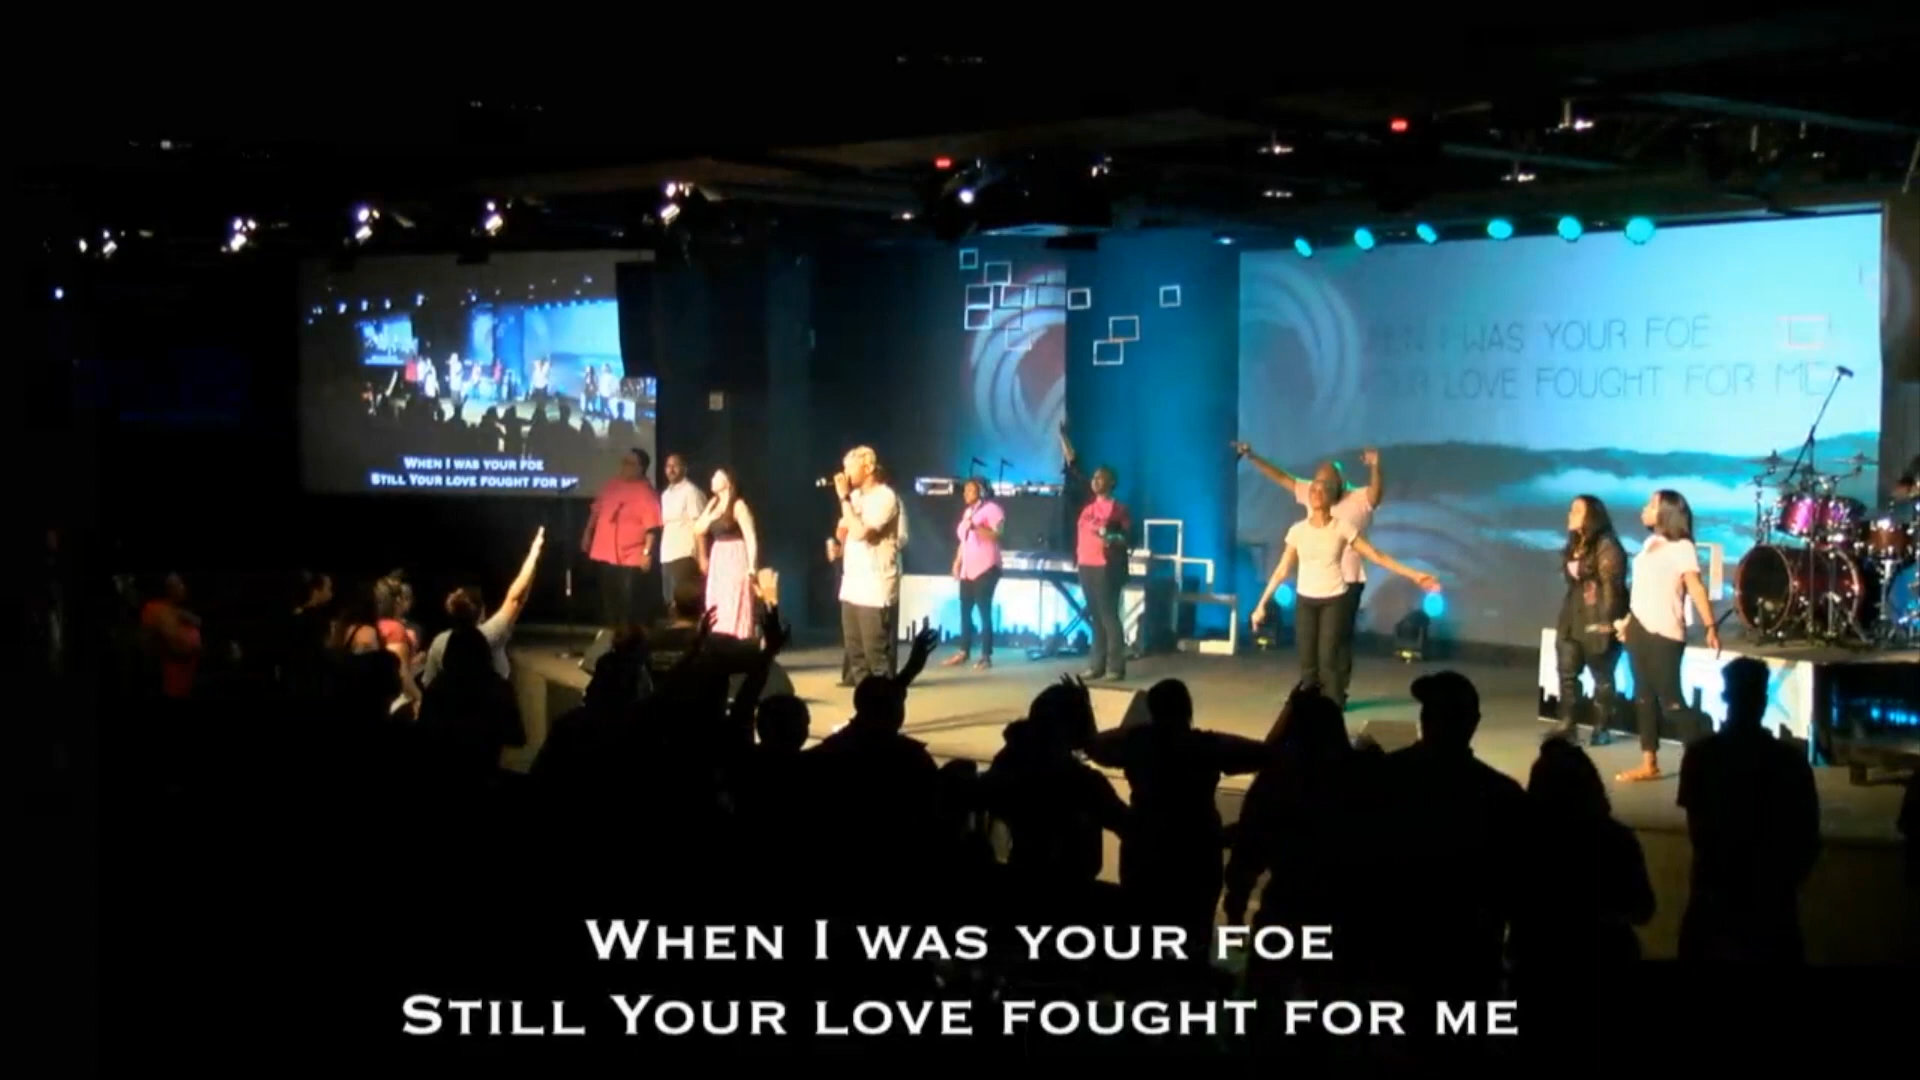 When I was your foe
Still Your love fought for me
When I was your foe
Still Your love fought for
I was your foe
love fought for me